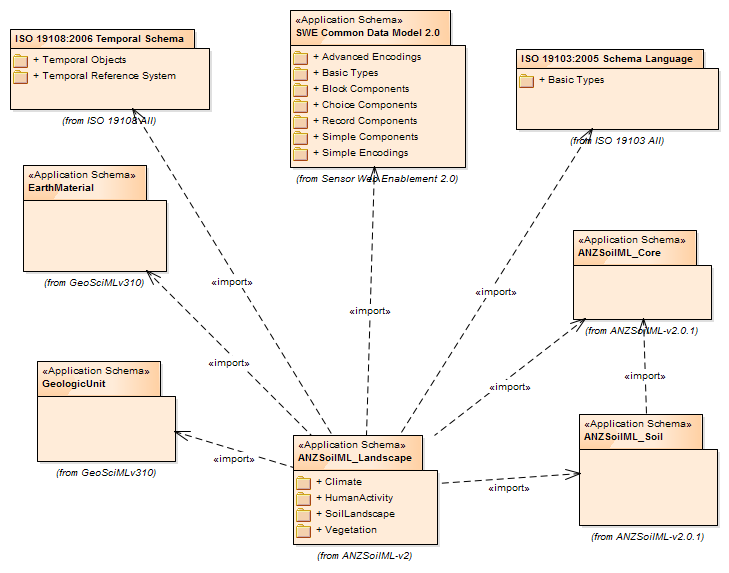 ISO 19108:2006 Temporal Schema
+ Temporal Objects
+ Temporal Reference System
(from ISO 19108 All)
«Application Schema»
SWE Common Data Model 2.0
+ Advanced Encodings
+ Basic Types
+ Block Components
+ Choice Components
+ Record Components
+ Simple Components
+ Simple Encodings
(from Sensor Web Enablement 2.0)
ISO 19103:2005 Schema Language
+ Basic Types
(from ISO 19103 All)
«Application Schema»
EarthMaterial
(from GeoSciMLv310)
«Application Schema»
ANZSoilML_Core
(from ANZSoilML-v2.0.1)
«import»
«import»
«import»
«import»
«import»
«import»
«Application Schema»
GeologicUnit
(from GeoSciMLv310)
«import»
«Application Schema»
ANZSoilML_Landscape
+ Climate
+ HumanActivity
+ SoilLandscape
+ Vegetation
(from ANZSoilML-v2)
«import»
«Application Schema»
ANZSoilML_Soil
(from ANZSoilML-v2.0.1)